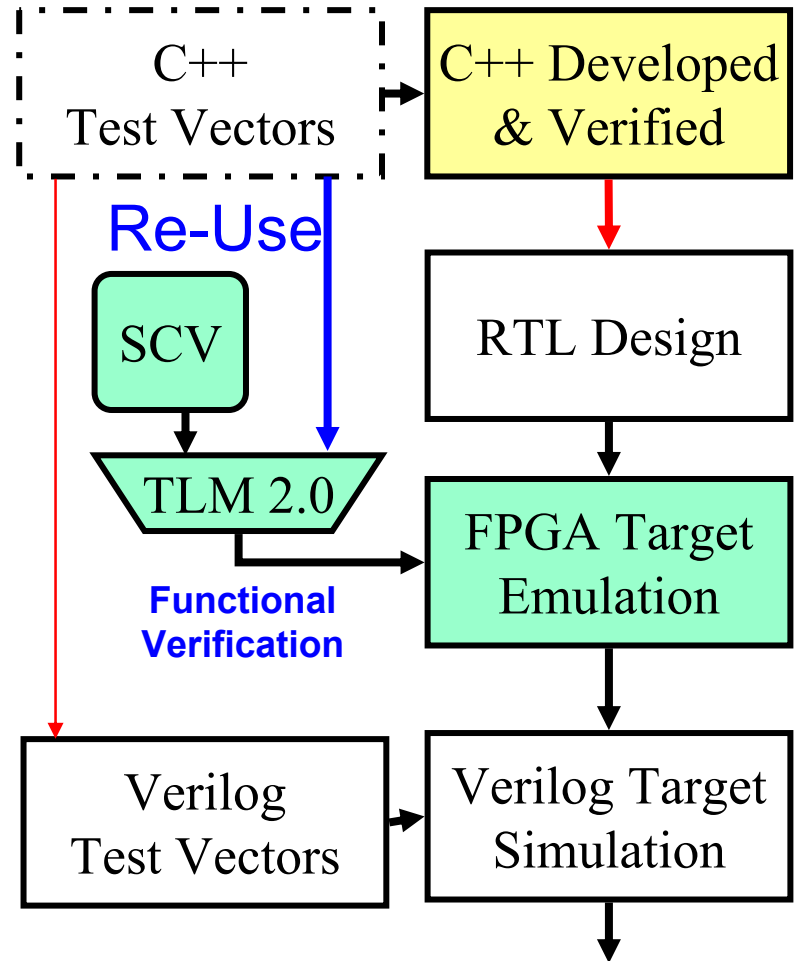 C++
Test Vectors
C++ Developed
& Verified
Re-Use
SCV
RTL Design
TLM 2.0
FPGA Target
Emulation
Functional
Verification
Verilog
Test Vectors
Verilog Target
Simulation